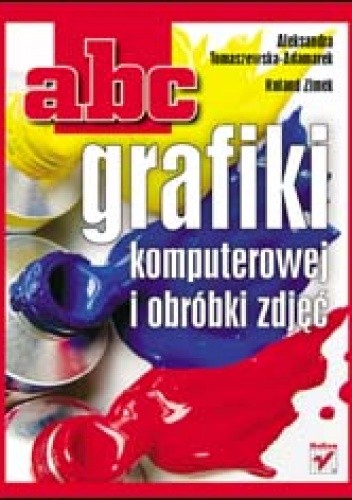 Aleksandra
Tomaszewska-Adamarek
Roland Zimek
abc
grafiki
komputerowej
i obróbki zdjęć
Helion